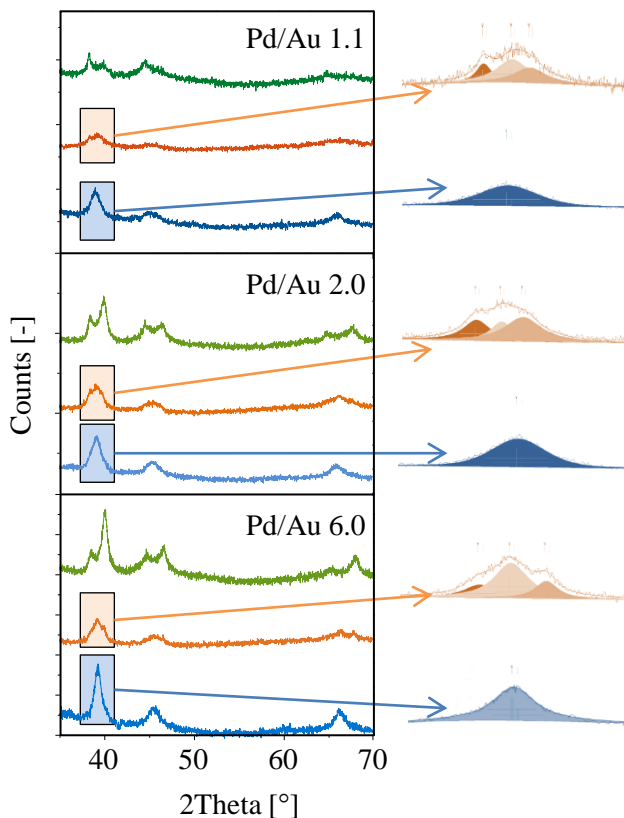 Pd/Au 1.1
Pd/Au 2.0
Pd/Au 6.0
Counts [-]
40 50 60 70
2Theta [°]